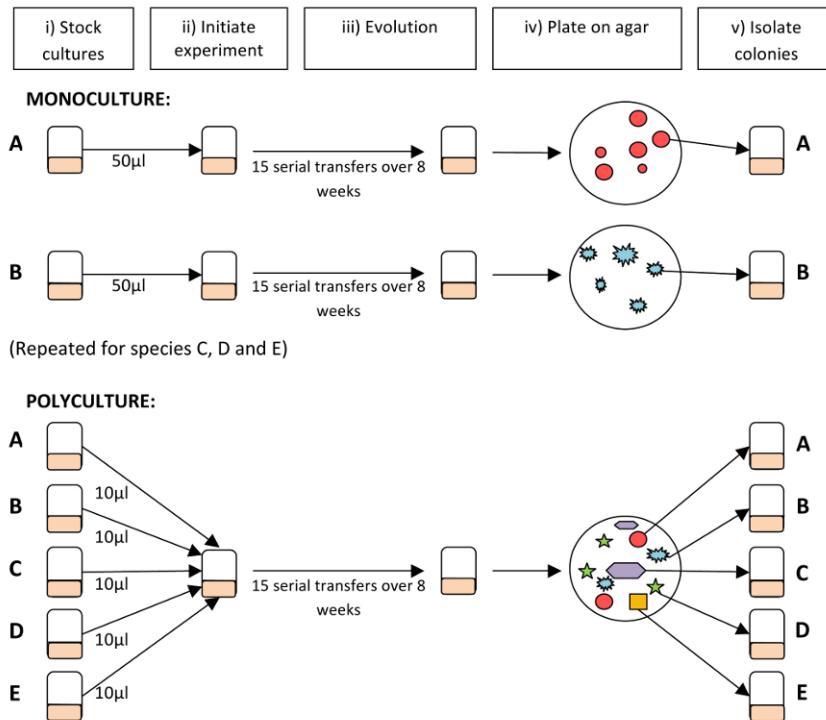 i) Stock
cultures
ii) Initiate
experiment
iii) Evolution
iv) Plate on agar
v) Isolate
colonies
MONOCULTURE:
A
50µl
15 serial transfers over 8
weeks
A
B
50µl
15 serial transfers over 8
weeks
B
(Repeated for species C, D and E)
POLYCULTURE:
A
10µl
A
B
10µl
B
C
10µl
15 serial transfers over 8
weeks
C
D
10µl
D
E
10µl
E